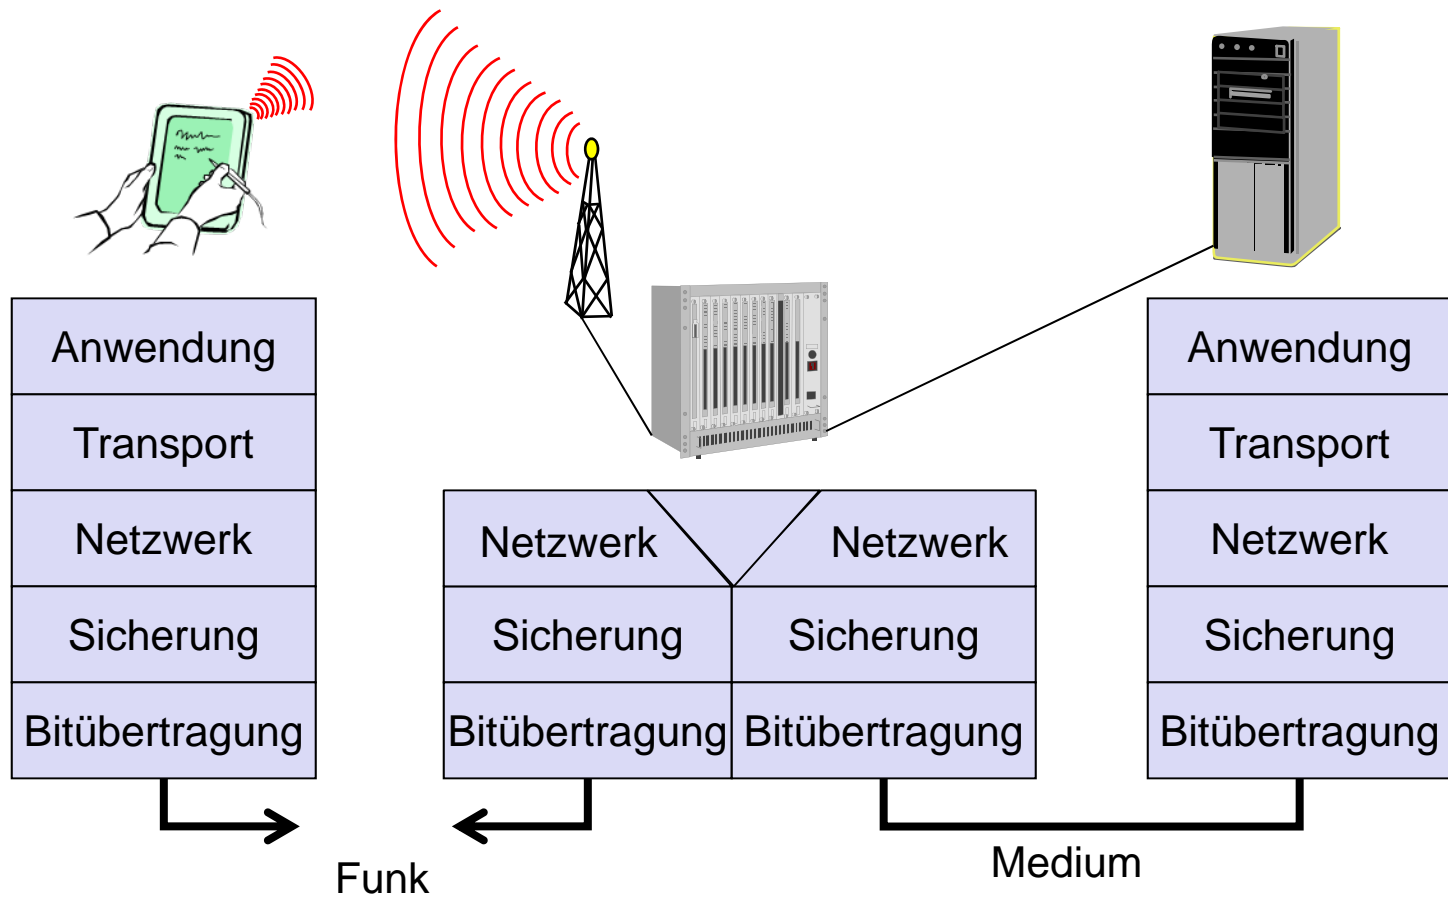 Anwendung
Transport
Netzwerk
Sicherung
Bitübertragung
Netzwerk Netzwerk
Sicherung Sicherung
Bitübertragung Bitübertragung
Anwendung
Transport
Netzwerk
Sicherung
Bitübertragung
Funk
Medium